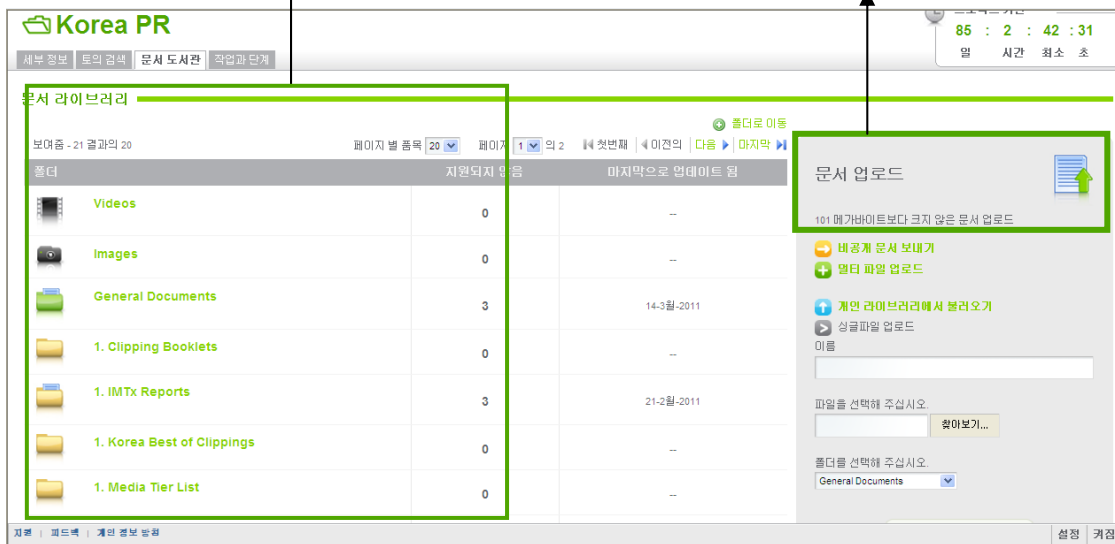 Korea PR
85 : 2 : 42 : 31
일 시간 최소 초
세부 정보 토의 검색 문서 도서관 작업과 단계
문서 라이브러리
폴더로 이동
보여줌 - 21 결과의 20 페이지 별 품목 20 페이지 1 의 2 첫번째 이전의 다음 마지막
폴더 지원되지 않음 마지막으로 업데이트 됨
Videos 0 --
Images 0 --
General Documents 3 14-3월-2011
1. Clipping Booklets 0 --
1. IMTx Reports 3 21-2월-2011
1. Korea Best of Clippings 0 --
1. Media Tier List 0 --
문서 업로드
101 메가바이트보다 크지 않은 문서 업로드
비공개 문서 보내기
멀티 파일 업로드
개인 라이브러리에서 불러오기
싱글파일 업로드
이름
파일을 선택해 주십시오.
찾아보기...
폴더를 선택해 주십시오.
General Documents
피드백 개인 정보 방침
설정 켜짐